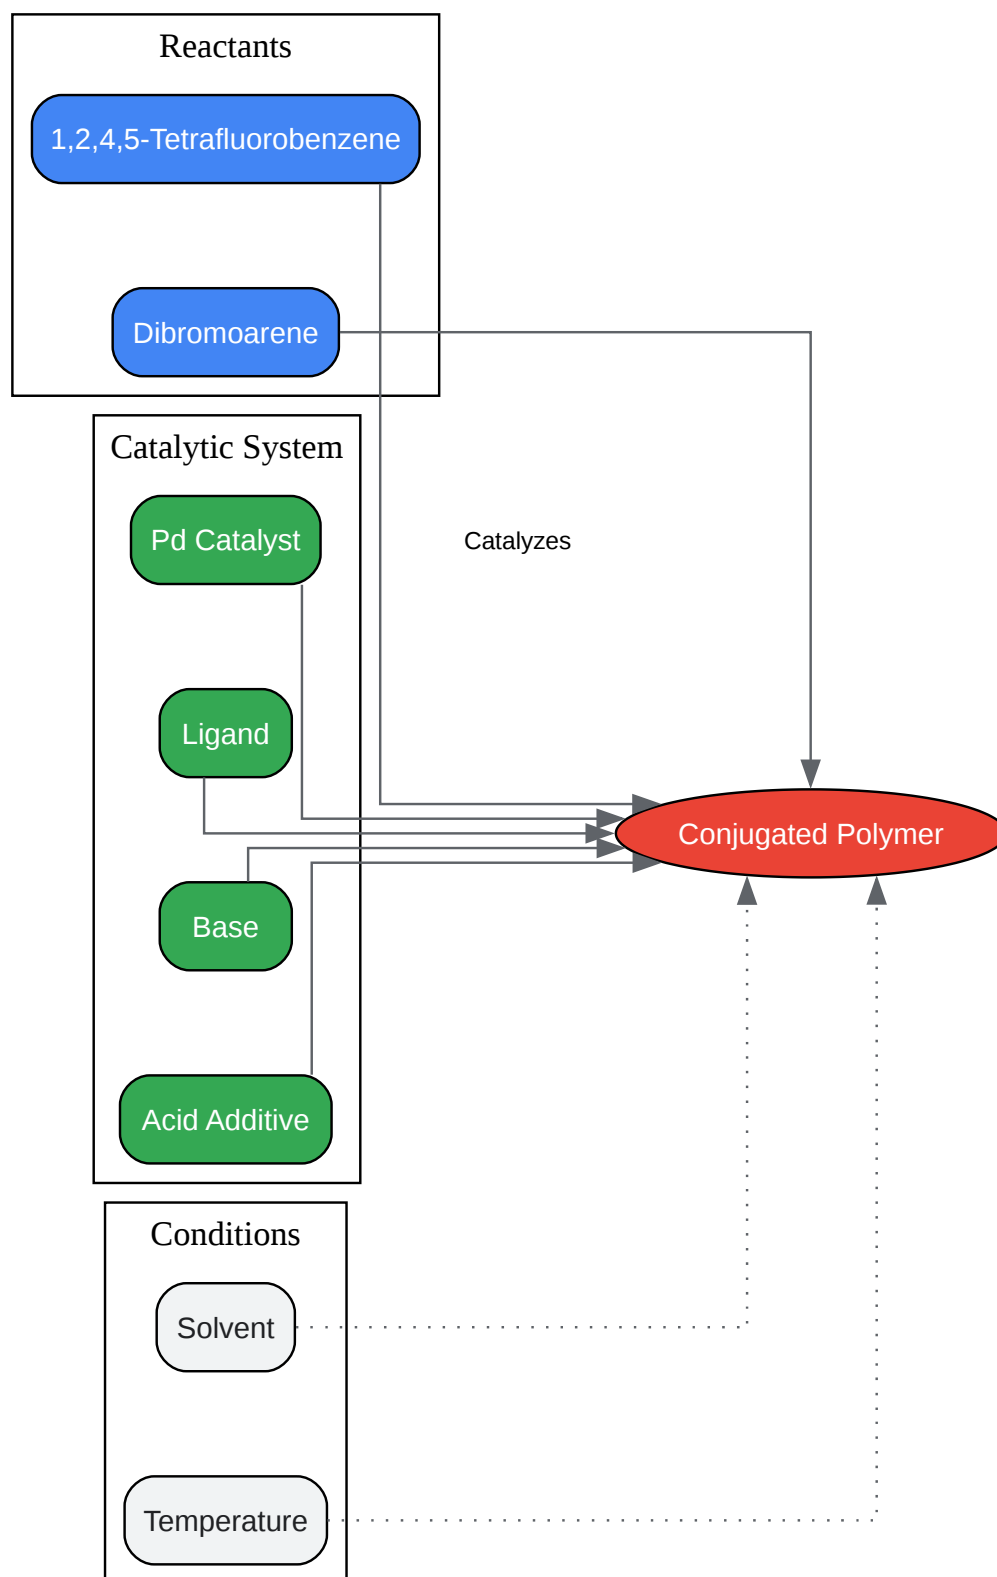 Reactants
1,2,4,5-Tetrafluorobenzene
Dibromoarene
Catalytic System
Pd Catalyst
Catalyzes
Ligand
Conjugated Polymer
Base
Acid Additive
Conditions
Solvent
Temperature